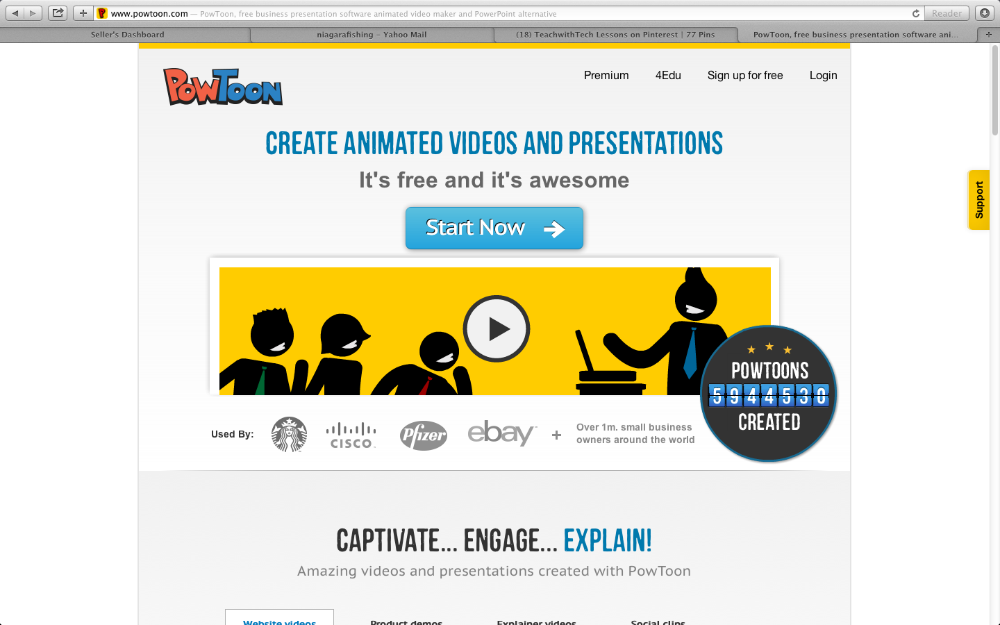 www.powtoon.com — PowToon, free business presentation software animated video maker and PowerPoint alternative
Reader
Seller's Dashboard
niagarafishing – Yahoo Mail
(18) TeachwithTech Lessons on Pinterest | 77 Pins
PowToon, free business presentation software ani...
PowToon
Premium
4Edu
Sign up for free
Login
CREATE ANIMATED VIDEOS AND PRESENTATIONS
It's free and it's awesome
Start Now
Support
POWTOONS
5944530
CREATED
Used By:
CISCO
Pfizer
ebay
+
Over 1m. small business
owners around the world
CAPTIVATE... ENGAGE... EXPLAIN!
Amazing videos and presentations created with PowToon
Website videos
Product demos
Explainer videos
Social clips